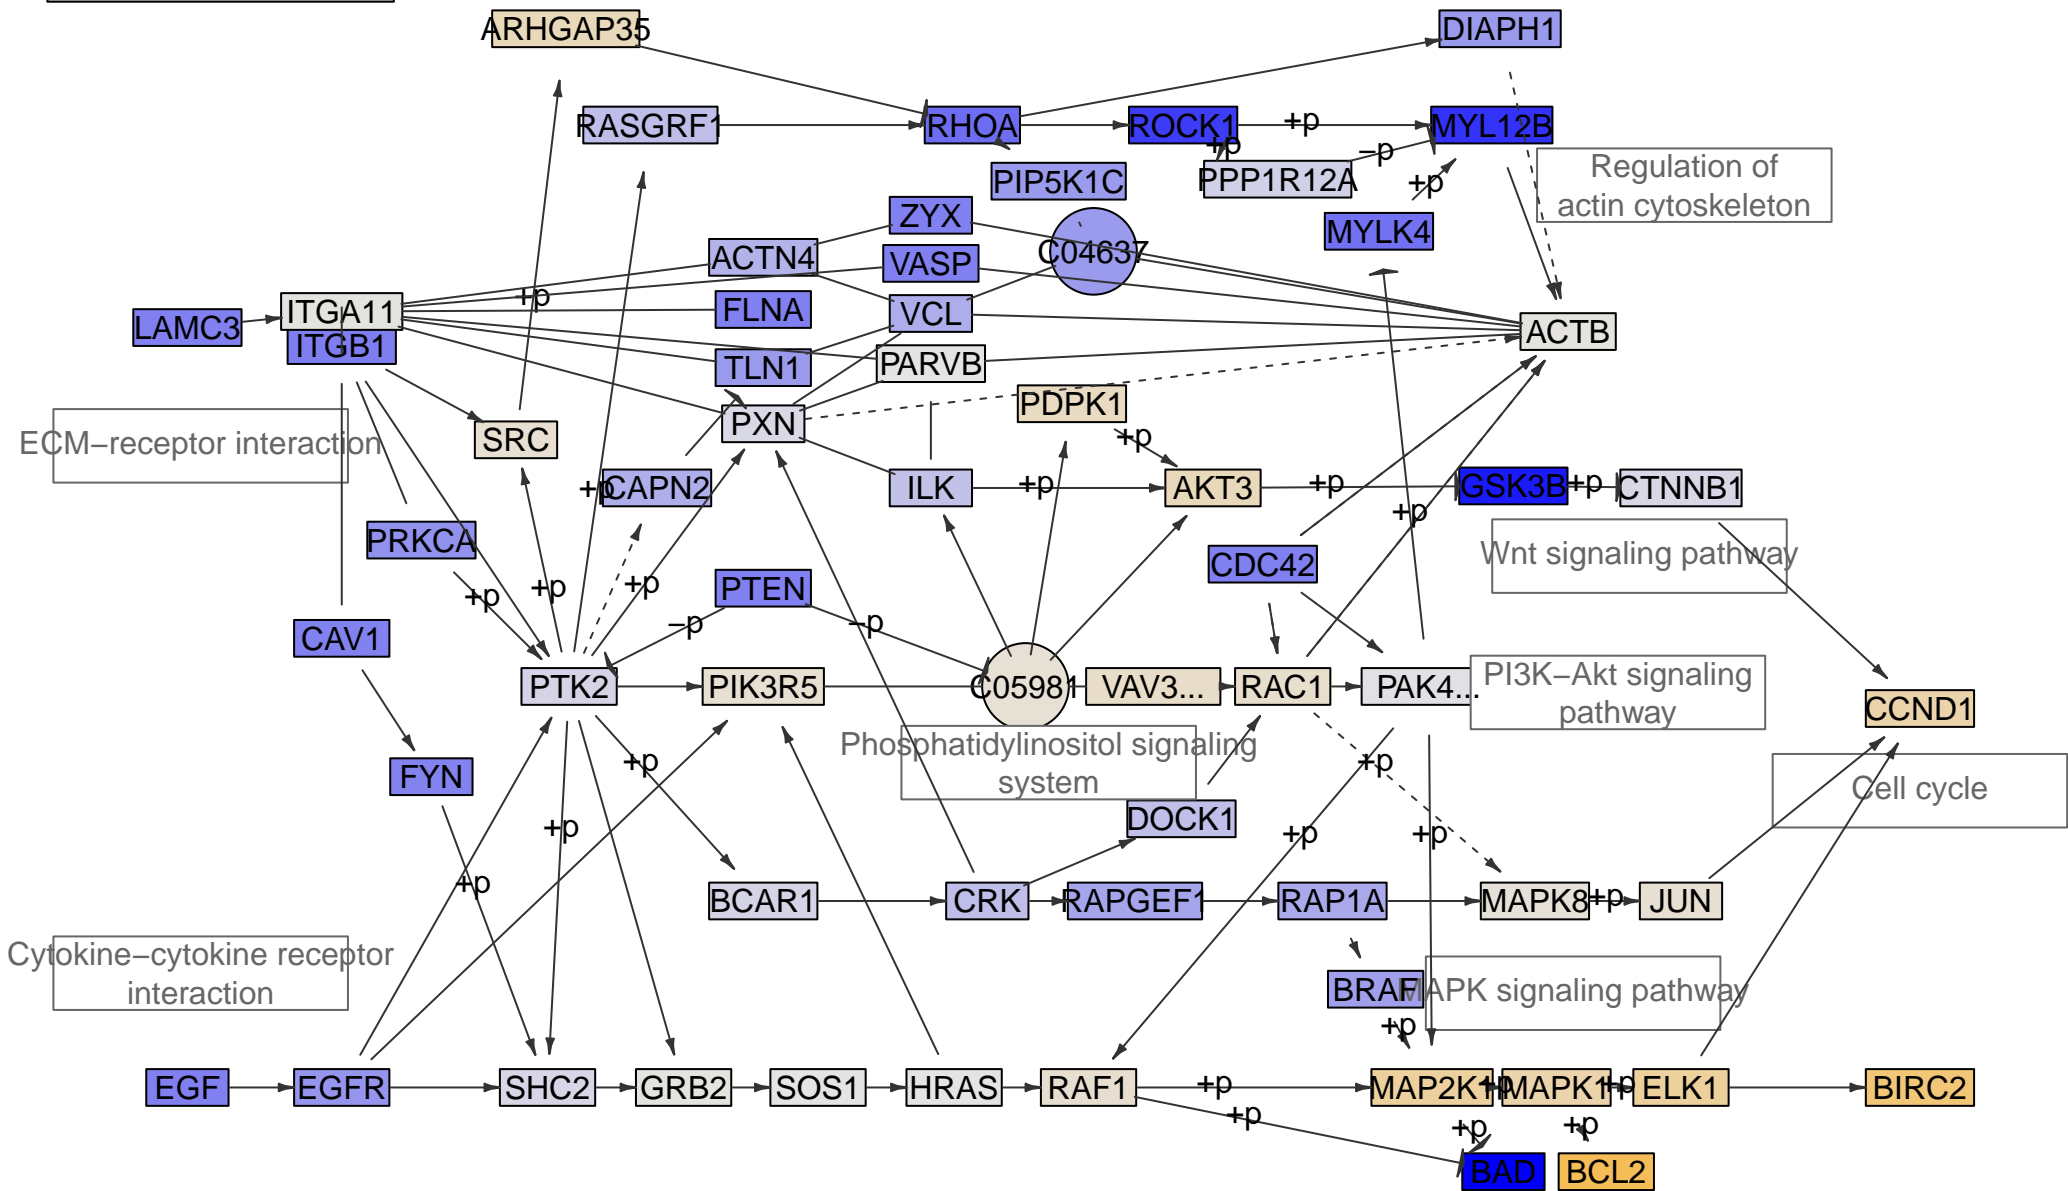 ARHGAP35
DIAPH1
RASGRF1
RHOA
ROCK1
+p
MYL12B
+p
−p
PIP5K1C
PPP1R12A
+p
Regulation of
actin cytoskeleton
ZYX
MYLK4
ACTN4
VASP
C04637
+p
LAMC3
ITGA11
FLNA
VCL
ACTB
ITGB1
TLN1
PARVB
PDPK1
PXN
+p
ECM−receptor interaction
SRC
+p
CAPN2
ILK
+p
AKT3
+p
GSK3B
+p
CTNNB1
+p
PRKCA
Wnt signaling pathway
CDC42
+p
+p
+p
PTEN
−p
−p
CAV1
PTK2
PIK3R5
C05981
VAV3...
RAC1
PAK4...
PI3K−Akt signaling
pathway
CCND1
Phosphatidylinositol signaling
system
+p
+p
FYN
Cell cycle
DOCK1
+p
+p
+p
+p
BCAR1
CRK
RAPGEF1
RAP1A
MAPK8
+p
JUN
Cytokine−cytokine receptor
interaction
BRAF
MAPK signaling pathway
+p
EGF
EGFR
SHC2
GRB2
SOS1
HRAS
RAF1
+p
MAP2K1
+p
MAPK1
+p
ELK1
BIRC2
+p
+p
+p
BAD
BCL2